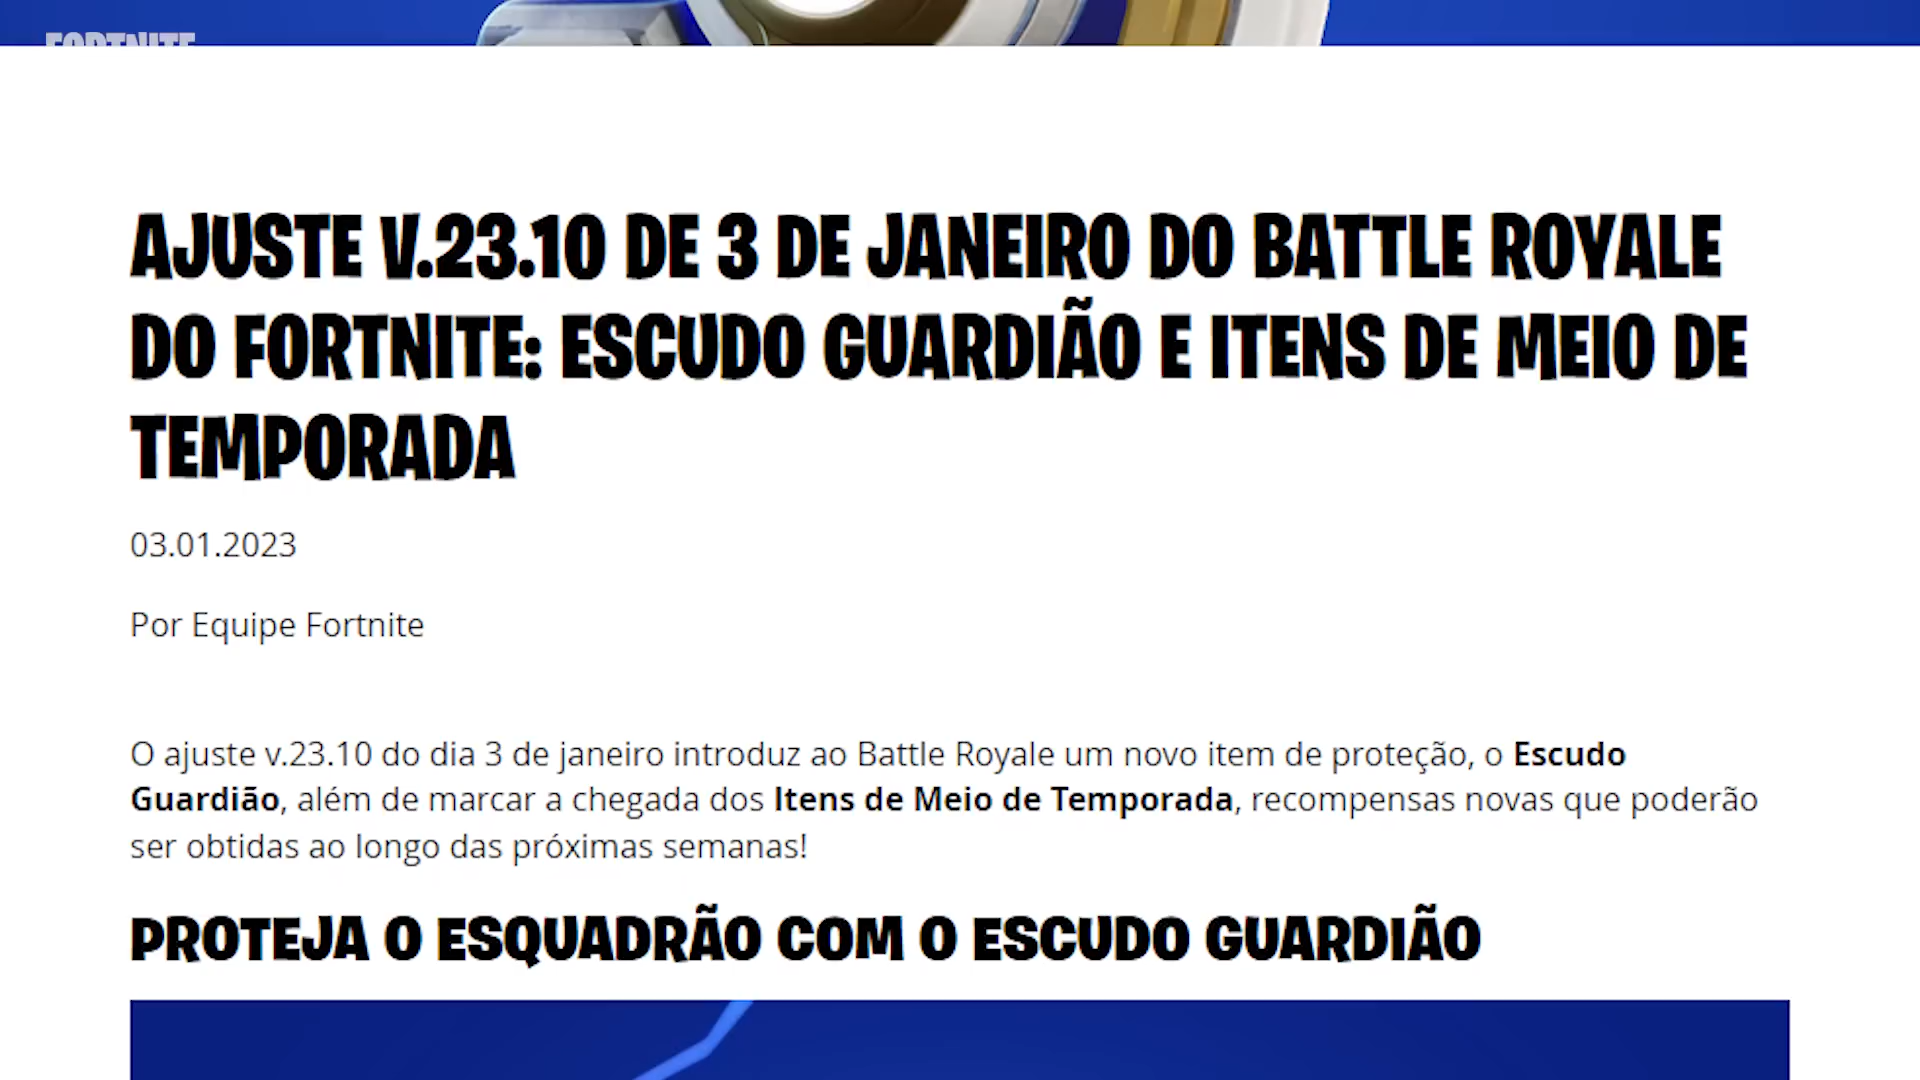 FORTNITE
AJUSTE V.23.10 DE 3 DE JANEIRO DO BATTLE ROYALE
DO FORTNITE: ESCUDO GUARDIÃO E ITENS DE MEIO DE
TEMPORADA
03.01.2023
Por Equipe Fortnite
O ajuste v.23.10 do dia 3 de janeiro introduz ao Battle Royale um novo item de proteção, o Escudo
Guardião, além de marcar a chegada dos Itens de Meio de Temporada, recompensas novas que poderão
ser obtidas ao longo das próximas semanas!
PROTEJA O ESQUADRÃO COM O ESCUDO GUARDIÃO